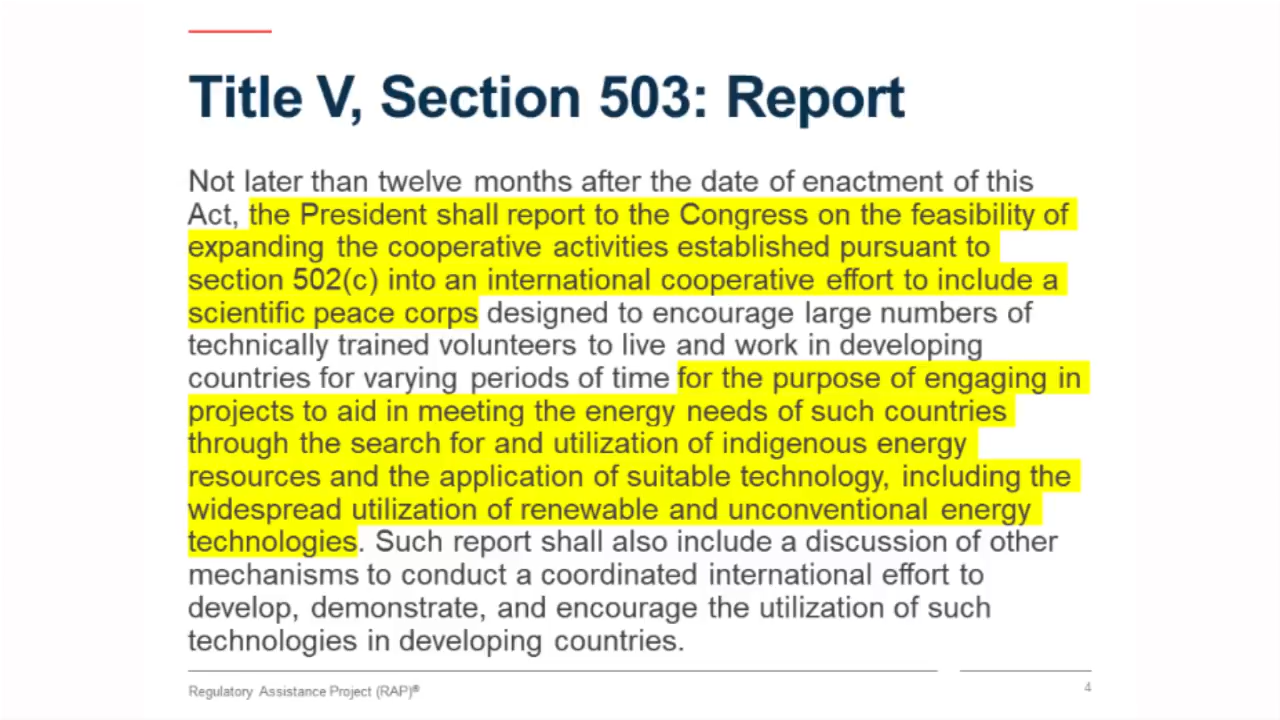 Title V, Section 503: Report
Not later than twelve months after the date of enactment of this
Act, the President shall report to the Congress on the feasibility of
expanding the cooperative activities established pursuant to
section 502(c) into an international cooperative effort to include a
scientific peace corps designed to encourage large numbers of
technically trained volunteers to live and work in developing
countries for varying periods of time for the purpose of engaging in
projects to aid in meeting the energy needs of such countries
through the search for and utilization of indigenous energy
resources and the application of suitable technology, including the
widespread utilization of renewable and unconventional energy
technologies. Such report shall also include a discussion of other
mechanisms to conduct a coordinated international effort to
develop, demonstrate, and encourage the utilization of such
technologies in developing countries.
Regulatory Assistance Project (RAP)®
4